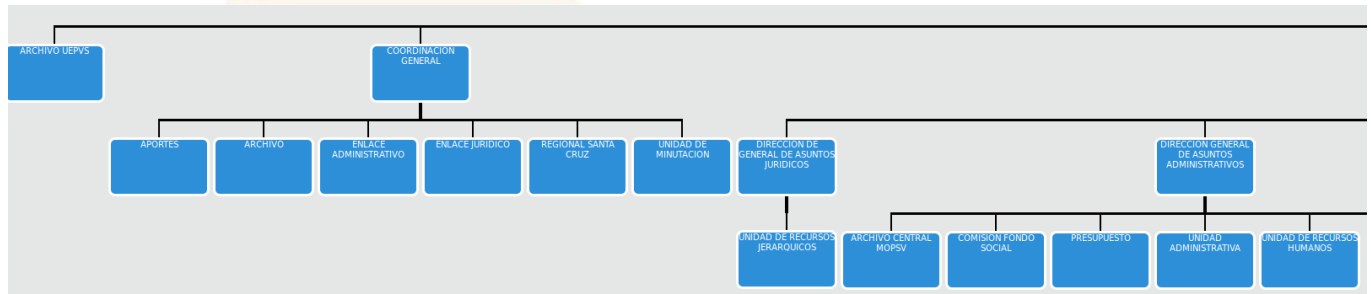 ARCHIVO UEPVS
COORDINACION
GENERAL
APORTES
ARCHIVO
ENLACE
ADMINISTRATIVO
ENLACE JURIDICO
REGIONAL SANTA
CRUZ
UNIDAD DE
MINUTACION
DIRECCION DE
GENERAL DE ASUNTOS
JURIDICOS
DIRECCION GENERAL
DE ASUNTOS
ADMINISTRATIVOS
UNIDAD DE RECURSOS
JERARQUICOS
ARCHIVO CENTRAL
MOPSV
COMISION FONDO
SOCIAL
PRESUPUESTO
UNIDAD
ADMINISTRATIVA
UNIDAD DE RECURSOS
HUMANOS